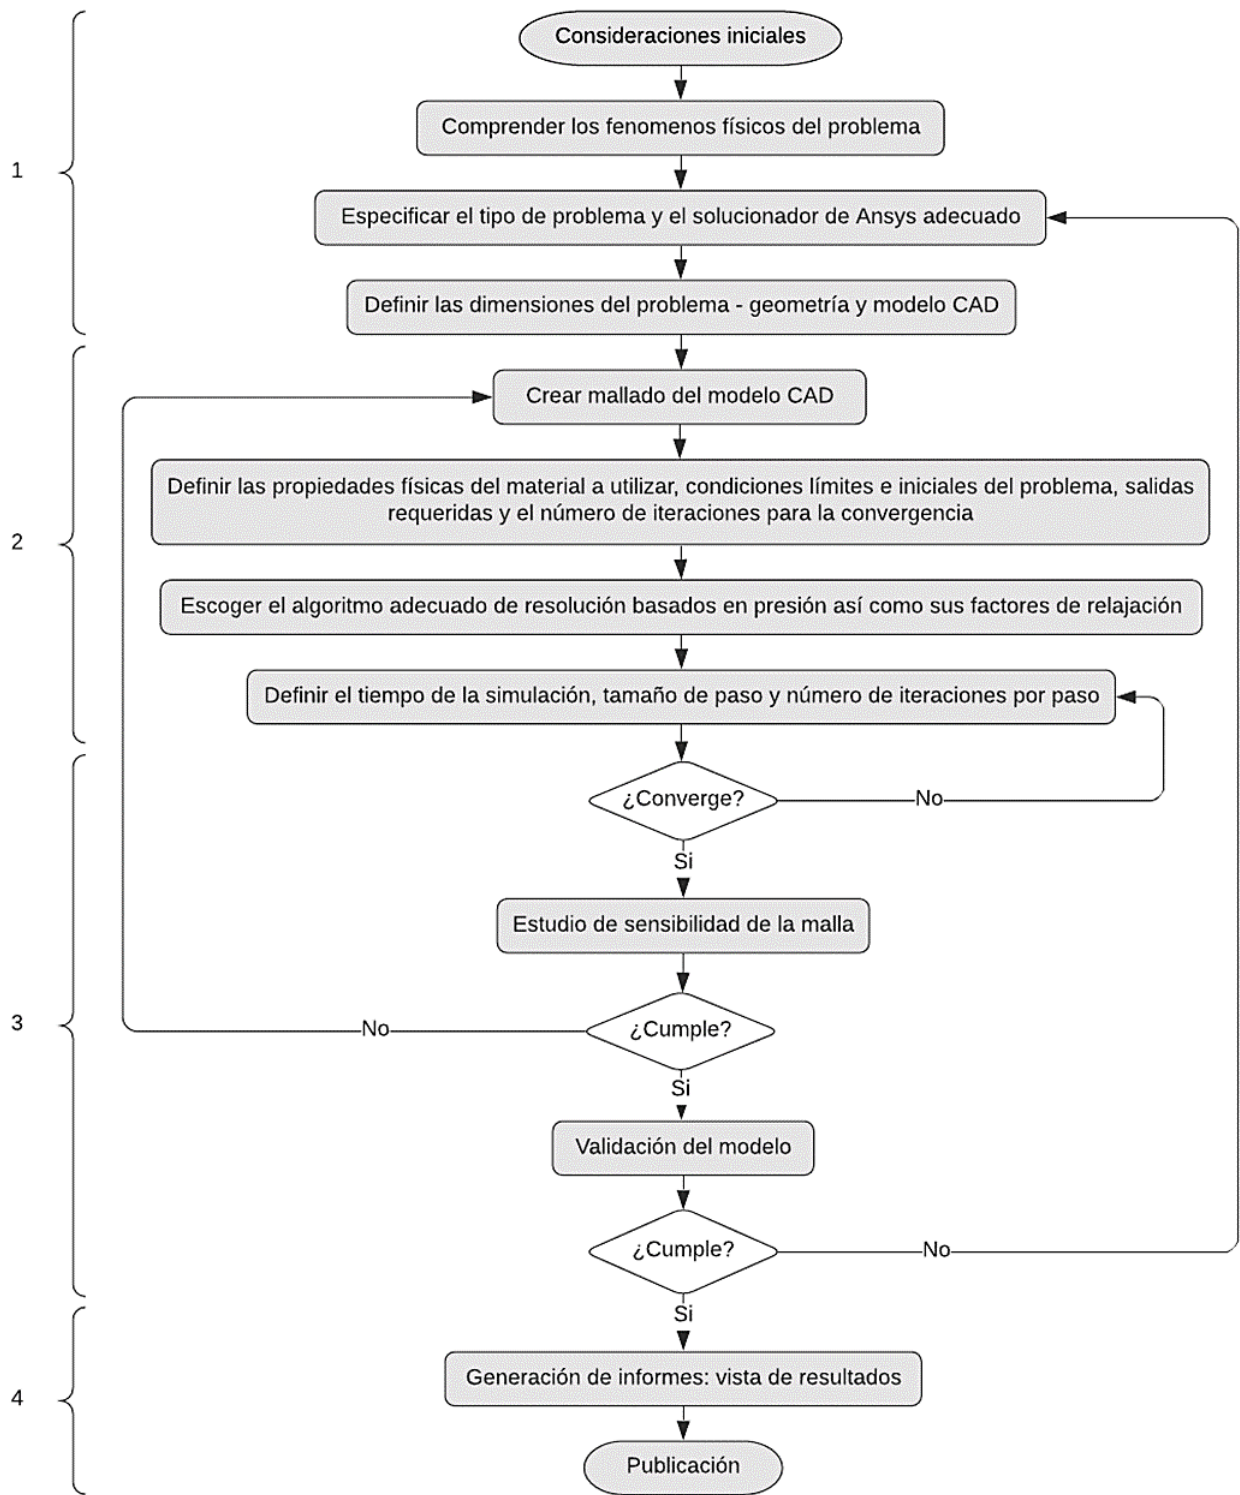 Consideraciones iniciales
Comprender los fenomenos físicos del problema
1
Especificar el tipo de problema y el solucionador de Ansys adecuado
Definir las dimensiones del problema - geometría y modelo CAD
Crear mallado del modelo CAD
Definir las propiedades físicas del material a utilizar, condiciones límites e iniciales del problema, salidas
requeridas y el número de iteraciones para la convergencia
2
Escoger el algoritmo adecuado de resolución basados en presión así como sus factores de relajación
Definir el tiempo de la simulación, tamaño de paso y número de iteraciones por paso
¿Converge?
No
Si
Estudio de sensibilidad de la malla
3
No
¿Cumple?
Si
Validación del modelo
¿Cumple?
No
Si
Generación de informes: vista de resultados
4
Publicación